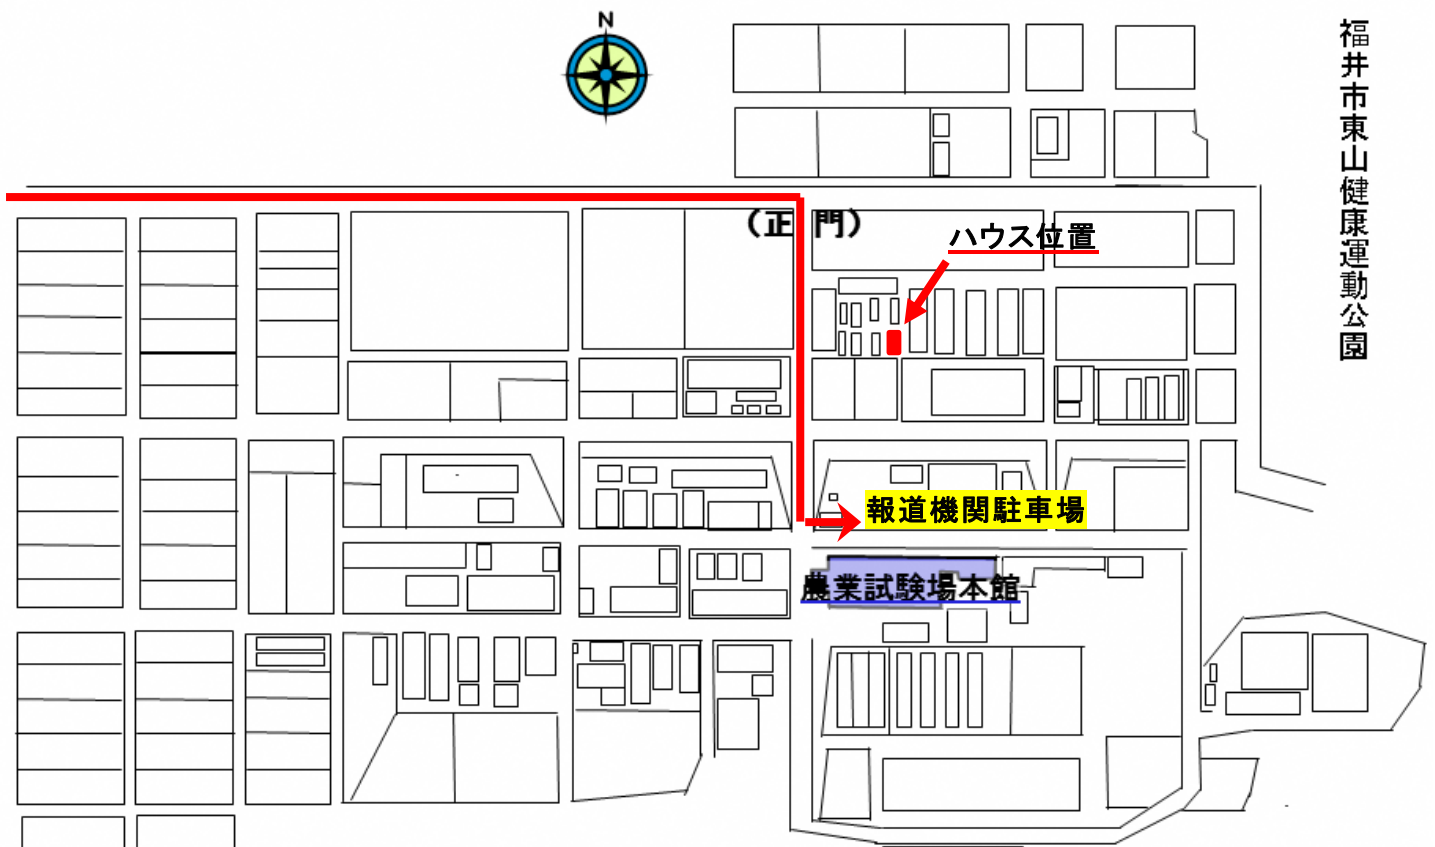 N
福井市東山健康運動公園
（正門）
ハウス位置
報道機関駐車場
農業試験場本館